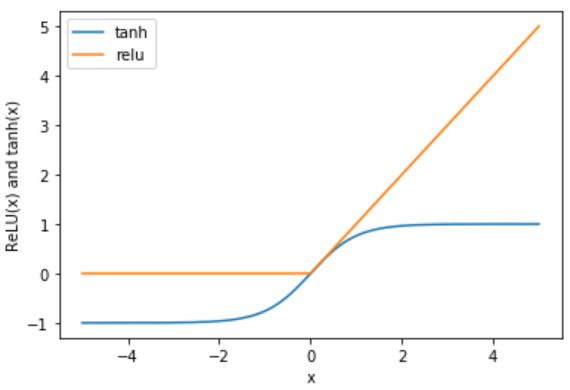 tanh
relu
5
4
3
2
1
0
−1
ReLU(x) and tanh(x)
−4 −2 0 2 4
x